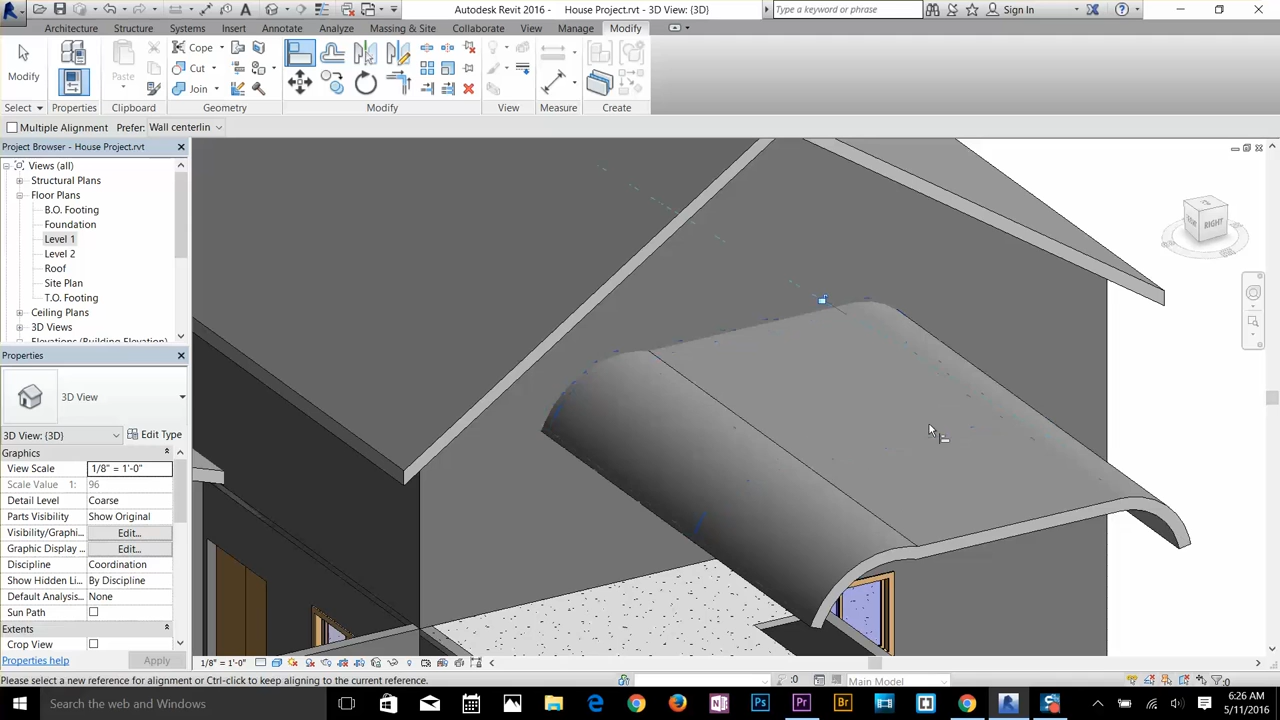 Autodesk Revit 2016 - House Project.rvt - 3D View: {3D}
Type a keyword or phrase
Sign In
Architecture Structure Systems Insert Annotate Analyze Massing & Site Collaborate View Manage Modify
Cope
Cut
Join
Modify
Paste
Select Properties Clipboard Geometry Modify View Measure Create
Multiple Alignment Prefer: Wall centerlin
Project Browser - House Project.rvt
Views (all)
Structural Plans
Floor Plans
B.O. Footing
Foundation
Level 1
Level 2
Roof
Site Plan
T.O. Footing
Ceiling Plans
3D Views
Elevations (Building Elevation)
Properties
3D View
3D View: {3D} Edit Type
Graphics
View Scale 1/8" = 1'-0"
Scale Value 1: 96
Detail Level Coarse
Parts Visibility Show Original
Visibility/Graphi... Edit...
Graphic Display ... Edit...
Discipline Coordination
Show Hidden Li... By Discipline
Default Analysis... None
Sun Path
Extents
Crop View
Properties help Apply
RIGHT
1/8" = 1'-0"
Please select a new reference for alignment or Ctrl-click to keep aligning to the current reference.
:0 Main Model :0
Search the web and Windows
6:26 AM
5/11/2016